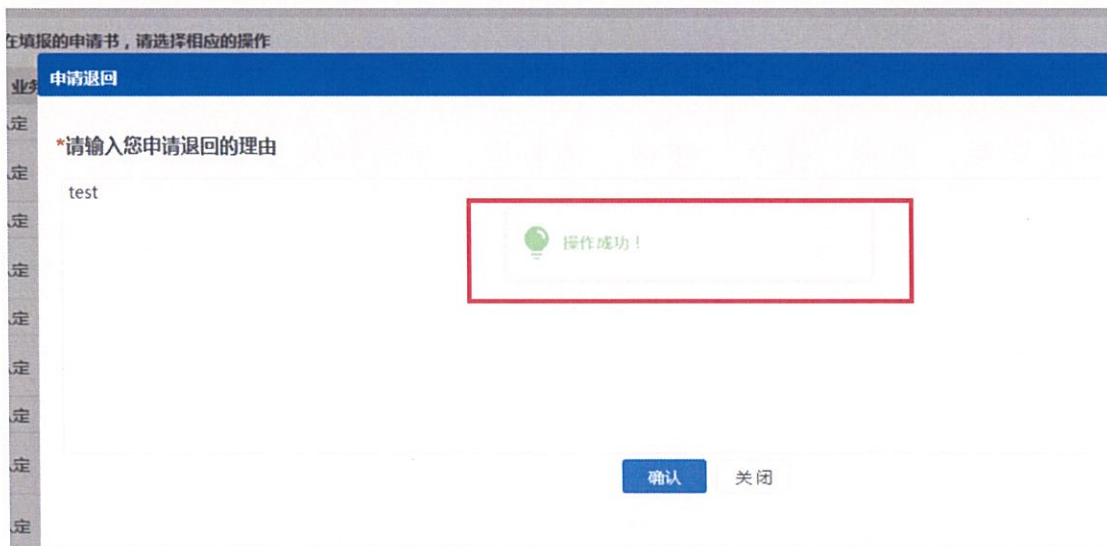 在填报的申请书，请选择相应的操作
申请退回
业务
*请输入您申请退回的理由
test
操作成功！
确认 关闭
定
定
定
定
定
定
定
定
定